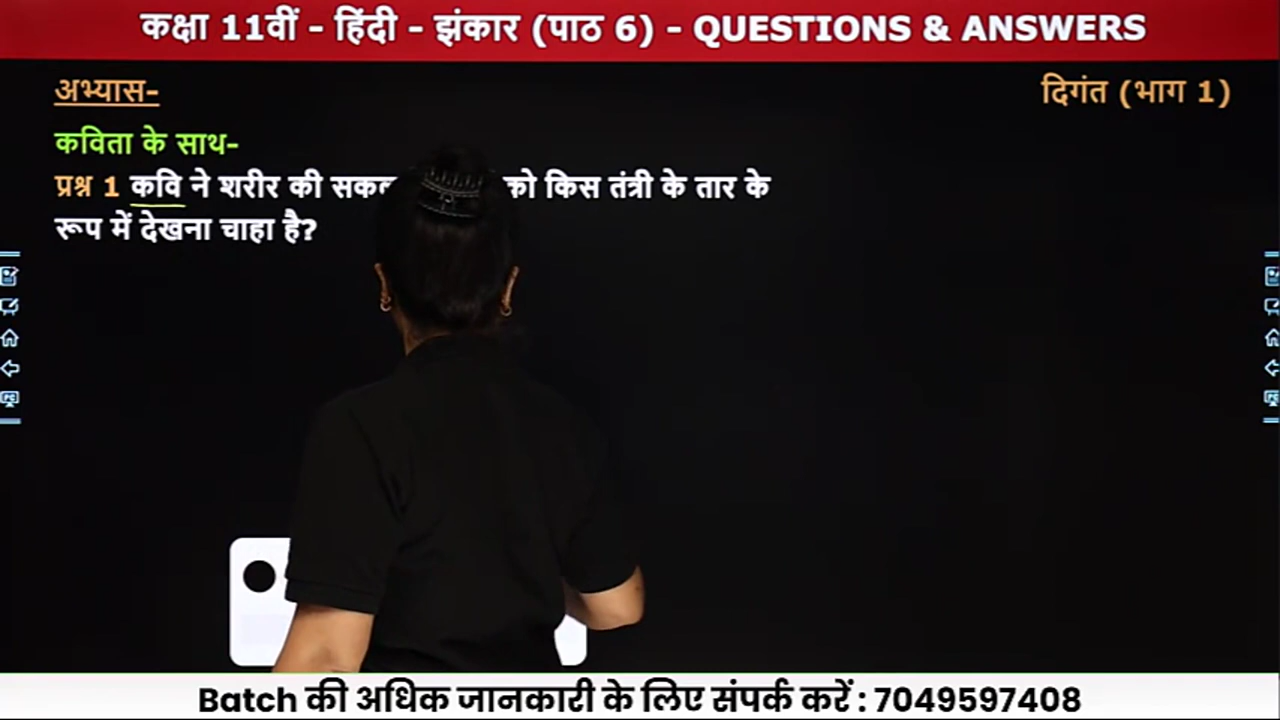 कक्षा 11वीं - हिंदी - झंकार (पाठ 6) - QUESTIONS & ANSWERS
अभ्यास-
दिगंत (भाग 1)
कविता के साथ-
प्रश्न 1 कवि ने शरीर की को किस तंत्री के तार के
रूप में देखना चाहा है?
Batch की अधिक जानकारी के लिए संपर्क करें : 7049597408